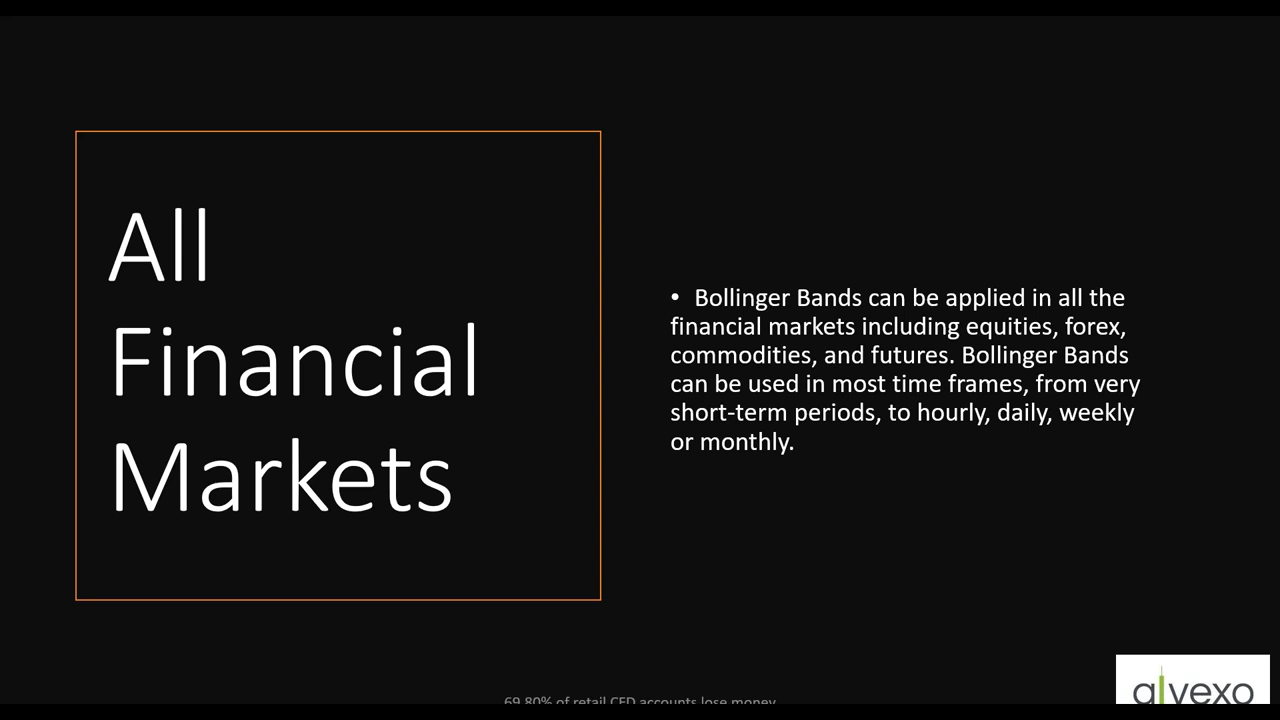 All
Financial
Markets
• Bollinger Bands can be applied in all the
financial markets including equities, forex,
commodities, and futures. Bollinger Bands
can be used in most time frames, from very
short-term periods, to hourly, daily, weekly
or monthly.
69.80% of retail CFD accounts lose money
alvexo